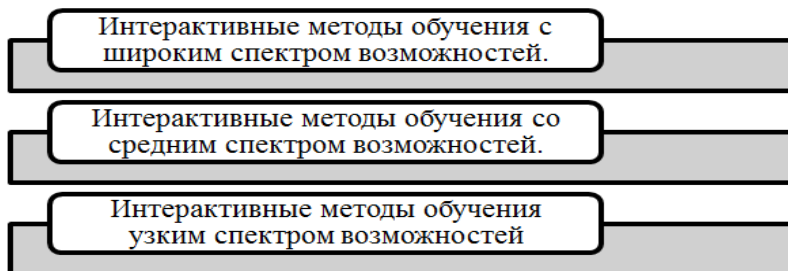 Интерактивные методы обучения с
широким спектром возможностей.
Интерактивные методы обучения со
средним спектром возможностей.
Интерактивные методы обучения
узким спектром возможностей